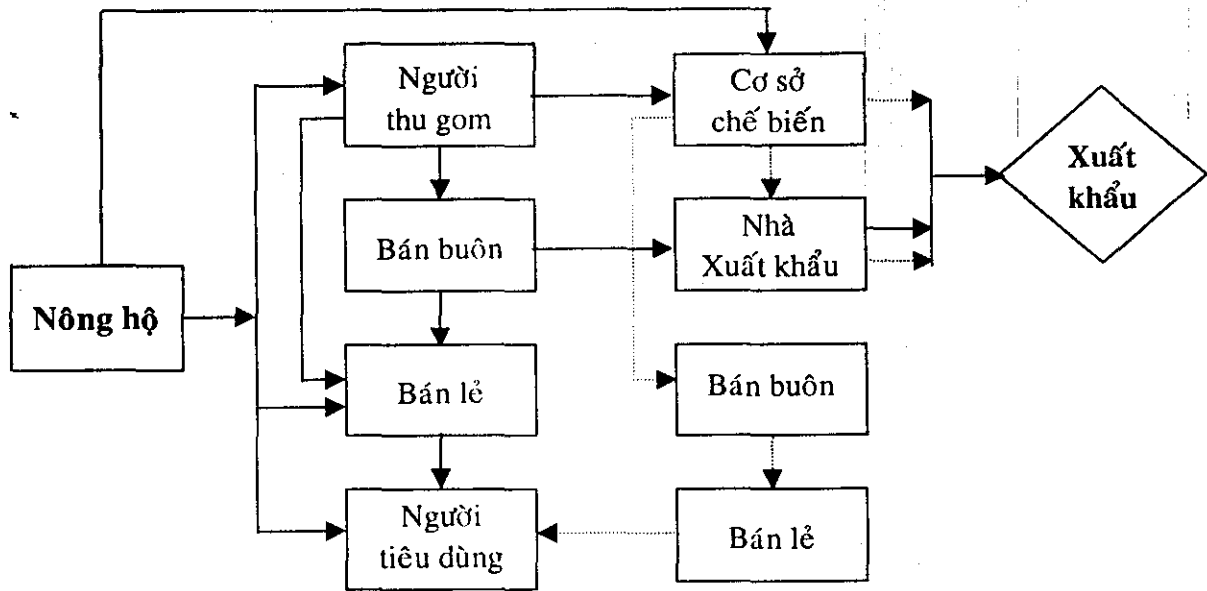 Người
thu gom
Cơ sở
chế biến
Xuất
khẩu
Bán buôn
Nhà
Xuất khẩu
Nông hộ
Bán lẻ
Bán buôn
Người
tiêu dùng
Bán lẻ